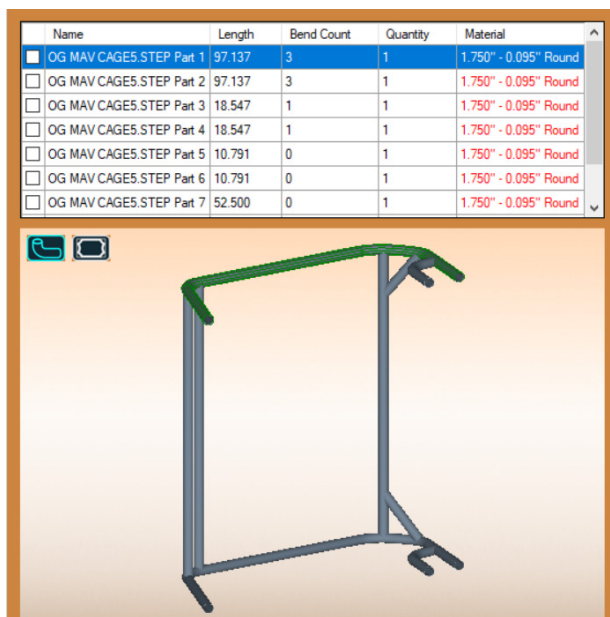 Name Length Bend Count Quantity Material
OG MAV CAGE5.STEP Part 1 97.137 3 1 1.750" - 0.095" Round
OG MAV CAGE5.STEP Part 2 97.137 3 1 1.750" - 0.095" Round
OG MAV CAGE5.STEP Part 3 18.547 1 1 1.750" - 0.095" Round
OG MAV CAGE5.STEP Part 4 18.547 1 1 1.750" - 0.095" Round
OG MAV CAGE5.STEP Part 5 10.791 0 1 1.750" - 0.095" Round
OG MAV CAGE5.STEP Part 6 10.791 0 1 1.750" - 0.095" Round
OG MAV CAGE5.STEP Part 7 52.500 0 1 1.750" - 0.095" Round